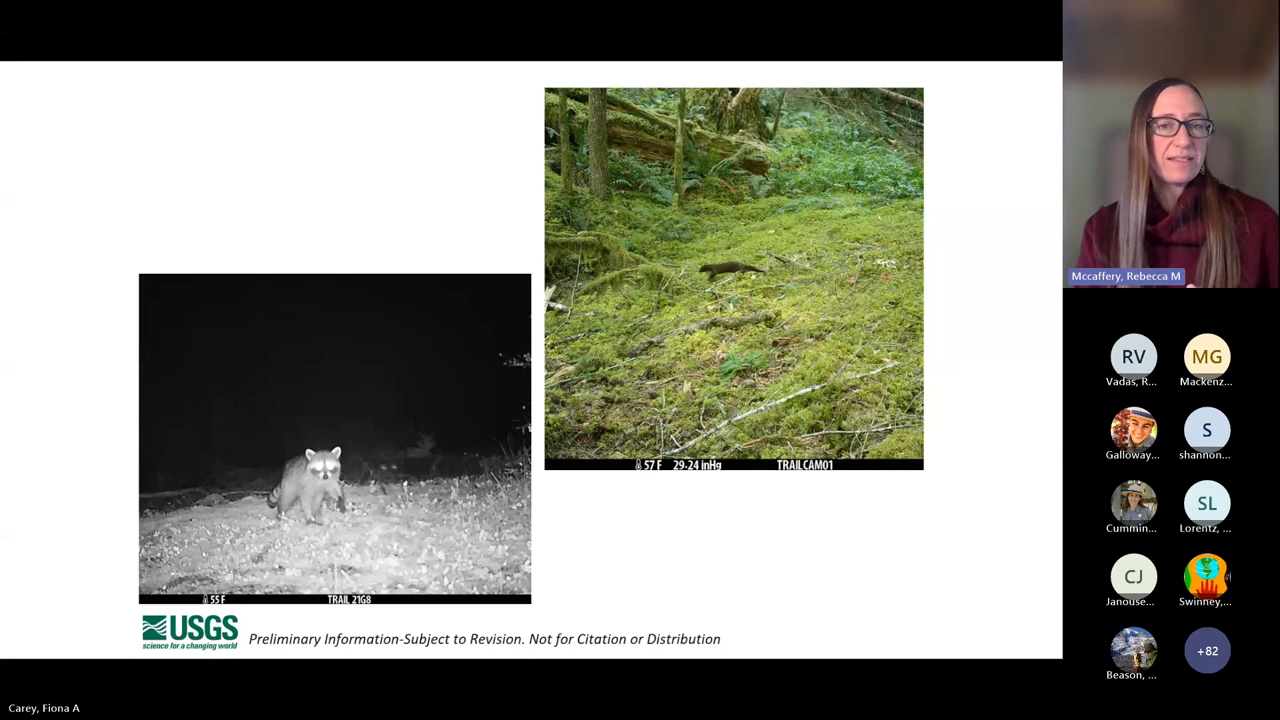 57 F 29-24 inHg TRAILCAM01
55 F TRAIL 21G8
USGS
science for a changing world
Preliminary Information-Subject to Revision. Not for Citation or Distribution
Mccaffery, Rebecca M
RV MG
Vadas, R... Mackenz...
S
Galloway... shannon...
SL
Cummin... Lorentz, ...
CJ
Janouse... Swinney,...
+82
Beason, ...
Carey, Fiona A